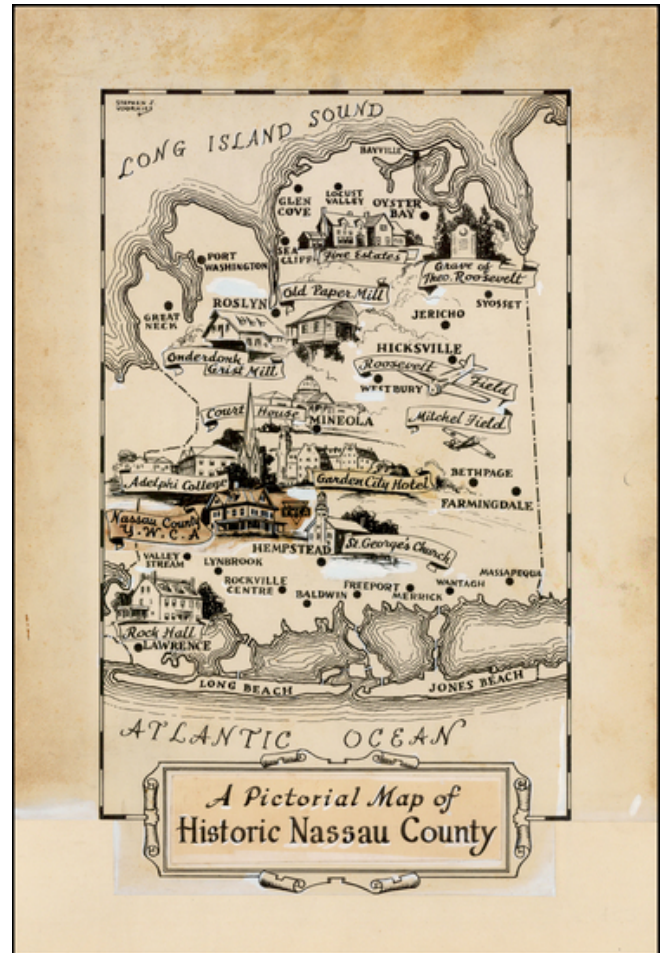 STEPHEN J.
VOORHIES
LONG ISLAND SOUND
BAYVILLE
GLEN
COVE
LOCUST
VALLEY
OYSTER
BAY
SEA
CLIFF
Fine Estates
Grave of
Theo. Roosevelt
PORT
WASHINGTON
GREAT
NECK
ROSLYN
Old Paper Mill
SYOSSET
JERICHO
Onderdonk
Grist Mill
HICKSVILLE
Roosevelt Field
WESTBURY
Court House
MINEOLA
Mitchel Field
Adelphi College
Garden City Hotel
BETHPAGE
FARMINGDALE
Nassau County
Y.W.C.A
HEMPSTEAD
St. George's Church
VALLEY
STREAM
LYNBROOK
ROCKVILLE
CENTRE
BALDWIN
FREEPORT
MERRICK
WANTAGH
MASSAPEQUA
Rock Hall
LAWRENCE
LONG BEACH
JONES BEACH
ATLANTIC OCEAN
A Pictorial Map of
Historic Nassau County